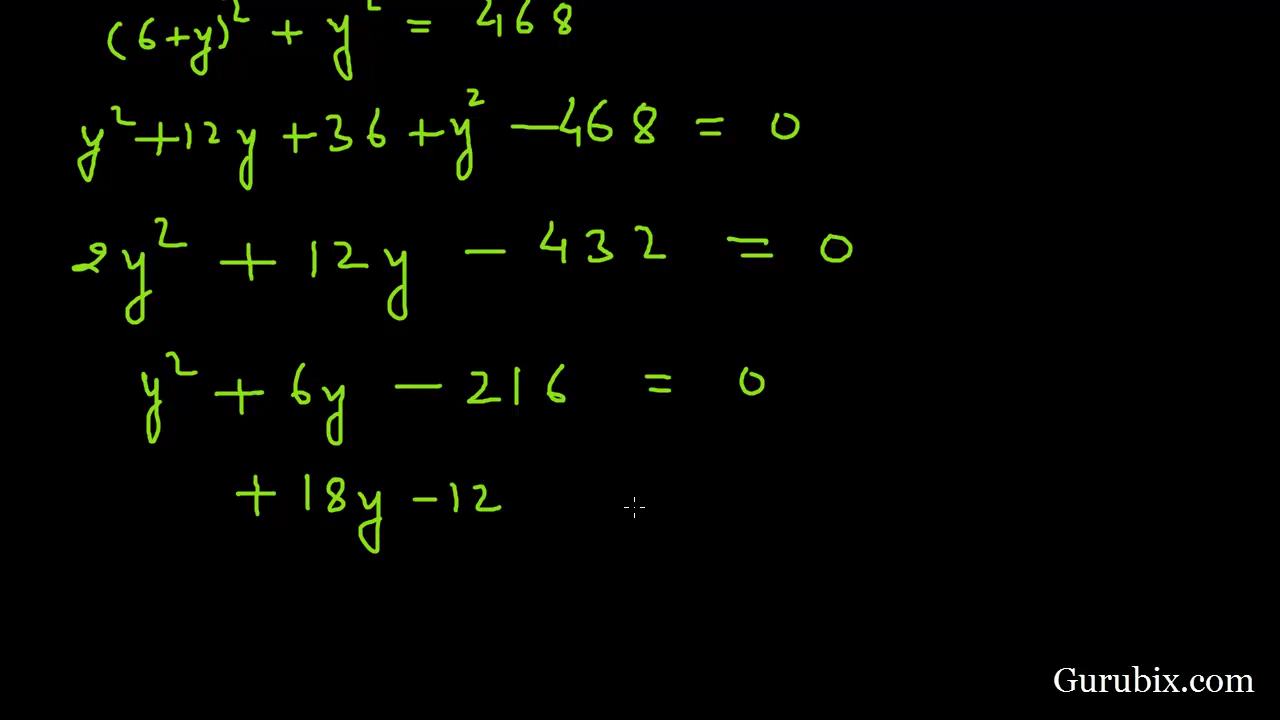 (6+y)² + y² = 468
y² + 12y + 36 + y² - 468 = 0
2y² + 12y - 432 = 0
y² + 6y - 216 = 0
+ 18y - 12
Gurubix.com